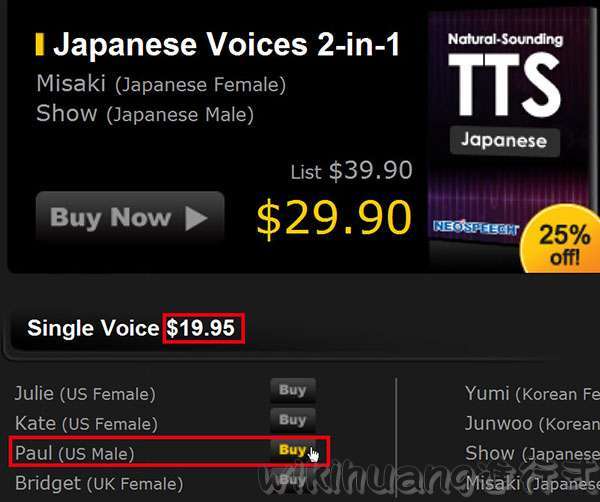 Japanese Voices 2-in-1
Misaki (Japanese Female)
Show (Japanese Male)
List $39.90
Buy Now
$29.90
Natural-Sounding
TTS
Japanese
NEOSPEECH
25%
off!
Single Voice $19.95
Julie (US Female) Buy
Kate (US Female) Buy
Paul (US Male) Buy
Bridget (UK Female) Buy
Yumi (Korean Fe
Junwoo (Korean
Show (Japanese
Misaki (Japanes
wikihuang